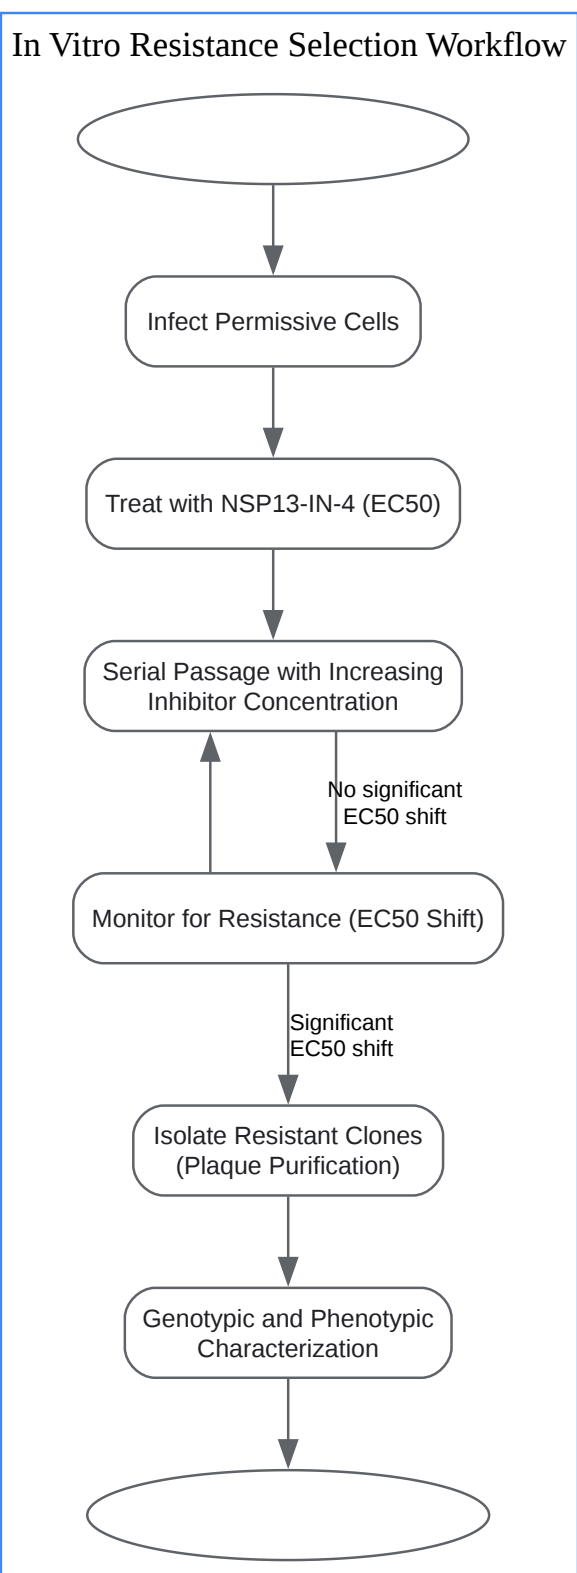 In Vitro Resistance Selection Workflow
Infect Permissive Cells
Treat with NSP13-IN-4 (EC50)
Serial Passage with Increasing
Inhibitor Concentration
No significant
EC50 shift
Monitor for Resistance (EC50 Shift)
Significant
EC50 shift
Isolate Resistant Clones
(Plaque Purification)
Genotypic and Phenotypic
Characterization